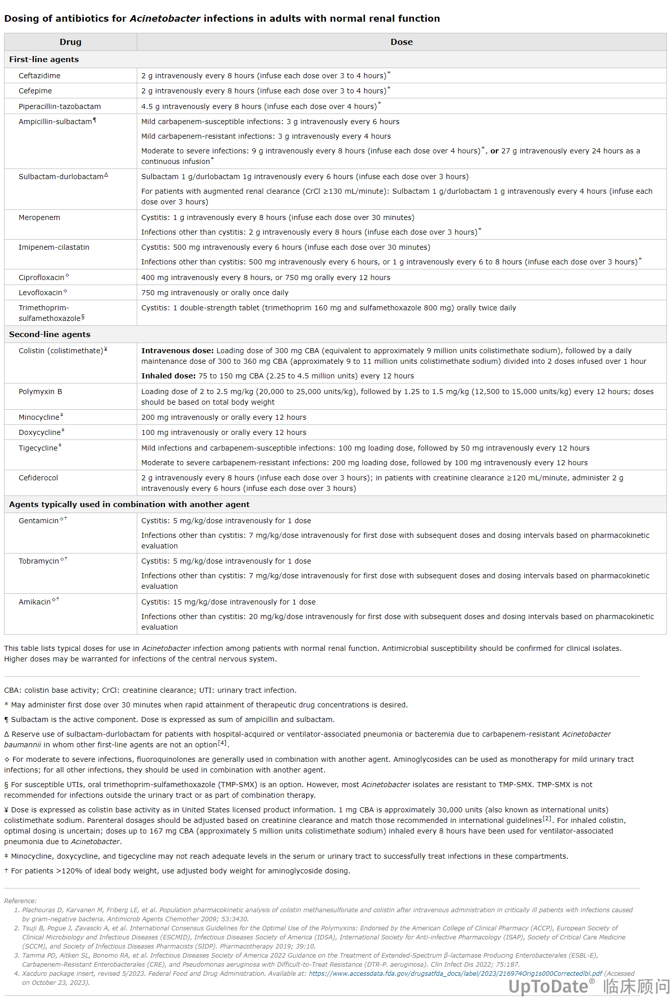 Dosing of antibiotics for Acinetobacter infections in adults with normal renal function
Drug
Dose
First-line agents
Ceftazidime
2 g intravenously every 8 hours (infuse each dose over 3 to 4 hours)*
Cefepime
2 g intravenously every 8 hours (infuse each dose over 3 to 4 hours)*
Piperacillin-tazobactam
4.5 g intravenously every 8 hours (infuse each dose over 4 hours)*
Ampicillin-sulbactam¶
Mild carbapenem-susceptible infections: 3 g intravenously every 6 hours
Mild carbapenem-resistant infections: 3 g intravenously every 4 hours
Moderate to severe infections: 9 g intravenously every 8 hours (infuse each dose over 4 hours)*, or 27 g intravenously every 24 hours as a
continuous infusion*
Sulbactam-durlobactamΔ
Sulbactam 1 g/durlobactam 1g intravenously every 6 hours (infuse each dose over 3 hours)
For patients with augmented renal clearance (CrCl ≥130 mL/minute): Sulbactam 1 g/durlobactam 1 g intravenously every 4 hours (infuse each
dose over 3 hours)
Meropenem
Cystitis: 1 g intravenously every 8 hours (infuse each dose over 30 minutes)
Infections other than cystitis: 2 g intravenously every 8 hours (infuse each dose over 3 hours)*
Imipenem-cilastatin
Cystitis: 500 mg intravenously every 6 hours (infuse each dose over 30 minutes)
Infections other than cystitis: 500 mg intravenously every 6 hours, or 1 g intravenously every 6 to 8 hours (infuse each dose over 3 hours)*
Ciprofloxacin◇
400 mg intravenously every 8 hours, or 750 mg orally every 12 hours
Levofloxacin◇
750 mg intravenously or orally once daily
Trimethoprim-
sulfamethoxazole§
Cystitis: 1 double-strength tablet (trimethoprim 160 mg and sulfamethoxazole 800 mg) orally twice daily
Second-line agents
Colistin (colistimethate)¥
Intravenous dose: Loading dose of 300 mg CBA (equivalent to approximately 9 million units colistimethate sodium), followed by a daily
maintenance dose of 300 to 360 mg CBA (approximately 9 to 11 million units colistimethate sodium) divided into 2 doses infused over 1 hour
Inhaled dose: 75 to 150 mg CBA (2.25 to 4.5 million units) every 12 hours
Polymyxin B
Loading dose of 2 to 2.5 mg/kg (20,000 to 25,000 units/kg), followed by 1.25 to 1.5 mg/kg (12,500 to 15,000 units/kg) every 12 hours; doses
should be based on total body weight
Minocycline‡
200 mg intravenously or orally every 12 hours
Doxycycline‡
100 mg intravenously or orally every 12 hours
Tigecycline‡
Mild infections and carbapenem-susceptible infections: 100 mg loading dose, followed by 50 mg intravenously every 12 hours
Moderate to severe carbapenem-resistant infections: 200 mg loading dose, followed by 100 mg intravenously every 12 hours
Cefiderocol
2 g intravenously every 8 hours (infuse each dose over 3 hours); in patients with creatinine clearance ≥120 mL/minute, administer 2 g
intravenously every 6 hours (infuse each dose over 3 hours)
Agents typically used in combination with another agent
Gentamicin◇†
Cystitis: 5 mg/kg/dose intravenously for 1 dose
Infections other than cystitis: 7 mg/kg/dose intravenously for first dose with subsequent doses and dosing intervals based on pharmacokinetic
evaluation
Tobramycin◇†
Cystitis: 5 mg/kg/dose intravenously for 1 dose
Infections other than cystitis: 7 mg/kg/dose intravenously for first dose with subsequent doses and dosing intervals based on pharmacokinetic
evaluation
Amikacin◇†
Cystitis: 15 mg/kg/dose intravenously for 1 dose
Infections other than cystitis: 20 mg/kg/dose intravenously for first dose with subsequent doses and dosing intervals based on pharmacokinetic
evaluation
This table lists typical doses for use in Acinetobacter infection among patients with normal renal function. Antimicrobial susceptibility should be confirmed for clinical isolates.
Higher doses may be warranted for infections of the central nervous system.
CBA: colistin base activity; CrCl: creatinine clearance; UTI: urinary tract infection.
* May administer first dose over 30 minutes when rapid attainment of therapeutic drug concentrations is desired.
¶ Sulbactam is the active component. Dose is expressed as sum of ampicillin and sulbactam.
Δ Reserve use of sulbactam-durlobactam for patients with hospital-acquired or ventilator-associated pneumonia or bacteremia due to carbapenem-resistant Acinetobacter
baumannii in whom other first-line agents are not an option[4].
◇ For moderate to severe infections, fluoroquinolones are generally used in combination with another agent. Aminoglycosides can be used as monotherapy for mild urinary tract
infections; for all other infections, they should be used in combination with another agent.
§ For susceptible UTIs, oral trimethoprim-sulfamethoxazole (TMP-SMX) is an option. However, most Acinetobacter isolates are resistant to TMP-SMX. TMP-SMX is not
recommended for infections outside the urinary tract or as part of combination therapy.
¥ Dose is expressed as colistin base activity as in United States licensed product information. 1 mg CBA is approximately 30,000 units (also known as international units)
colistimethate sodium. Parenteral dosages should be adjusted based on creatinine clearance and match those recommended in international guidelines[2]. For inhaled colistin,
optimal dosing is uncertain; doses up to 167 mg CBA (approximately 5 million units colistimethate sodium) inhaled every 8 hours have been used for ventilator-associated
pneumonia due to Acinetobacter.
‡ Minocycline, doxycycline, and tigecycline may not reach adequate levels in the serum or urinary tract to successfully treat infections in these compartments.
† For patients >120% of ideal body weight, use adjusted body weight for aminoglycoside dosing.
Reference:
1. Plachouras D, Karvanen M, Friberg LE, et al. Population pharmacokinetic analysis of colistin methanesulfonate and colistin after intravenous administration in critically ill patients with infections caused
by gram-negative bacteria. Antimicrob Agents Chemother 2009; 53:3430.
2. Tsuji B, Pogue J, Zavascki A, et al. International Consensus Guidelines for the Optimal Use of the Polymyxins: Endorsed by the American College of Clinical Pharmacy (ACCP), European Society of
Clinical Microbiology and Infectious Diseases (ESCMID), Infectious Diseases Society of America (IDSA), International Society for Anti-infective Pharmacology (ISAP), Society of Critical Care Medicine
(SCCM), and Society of Infectious Diseases Pharmacists (SIDP). Pharmacotherapy 2019; 39:10.
3. Tamma PD, Aitken SL, Bonomo RA, et al. Infectious Diseases Society of America 2022 Guidance on the Treatment of Extended-Spectrum β-lactamase Producing Enterobacterales (ESBL-E),
Carbapenem-Resistant Enterobacterales (CRE), and Pseudomonas aeruginosa with Difficult-to-Treat Resistance (DTR-P. aeruginosa). Clin Infect Dis 2022; 75:187.
4. Xacduro package insert, revised 5/2023. Federal Food and Drug Administration. Available at: https://www.accessdata.fda.gov/drugsatfda_docs/label/2023/216974Orig1s000Correctedlbl.pdf (Accessed
on October 23, 2023).
UpToDate® 临床顾问